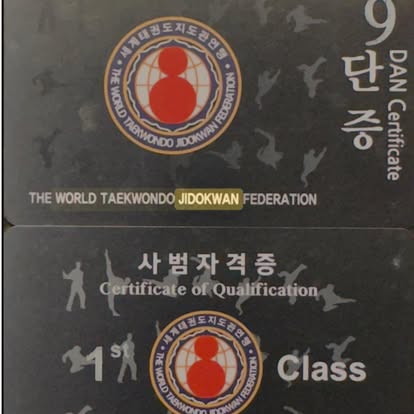 세계태권도지도관연맹
THE WORLD TAEKWONDO JIDOKWAN FEDERATION
9단증
DAN Certificate
THE WORLD TAEKWONDO JIDOKWAN FEDERATION
사범자격증
Certificate of Qualification
1st Class
세계태권도지도관연맹
THE WORLD TAEKWONDO JIDOKWAN FEDERATION